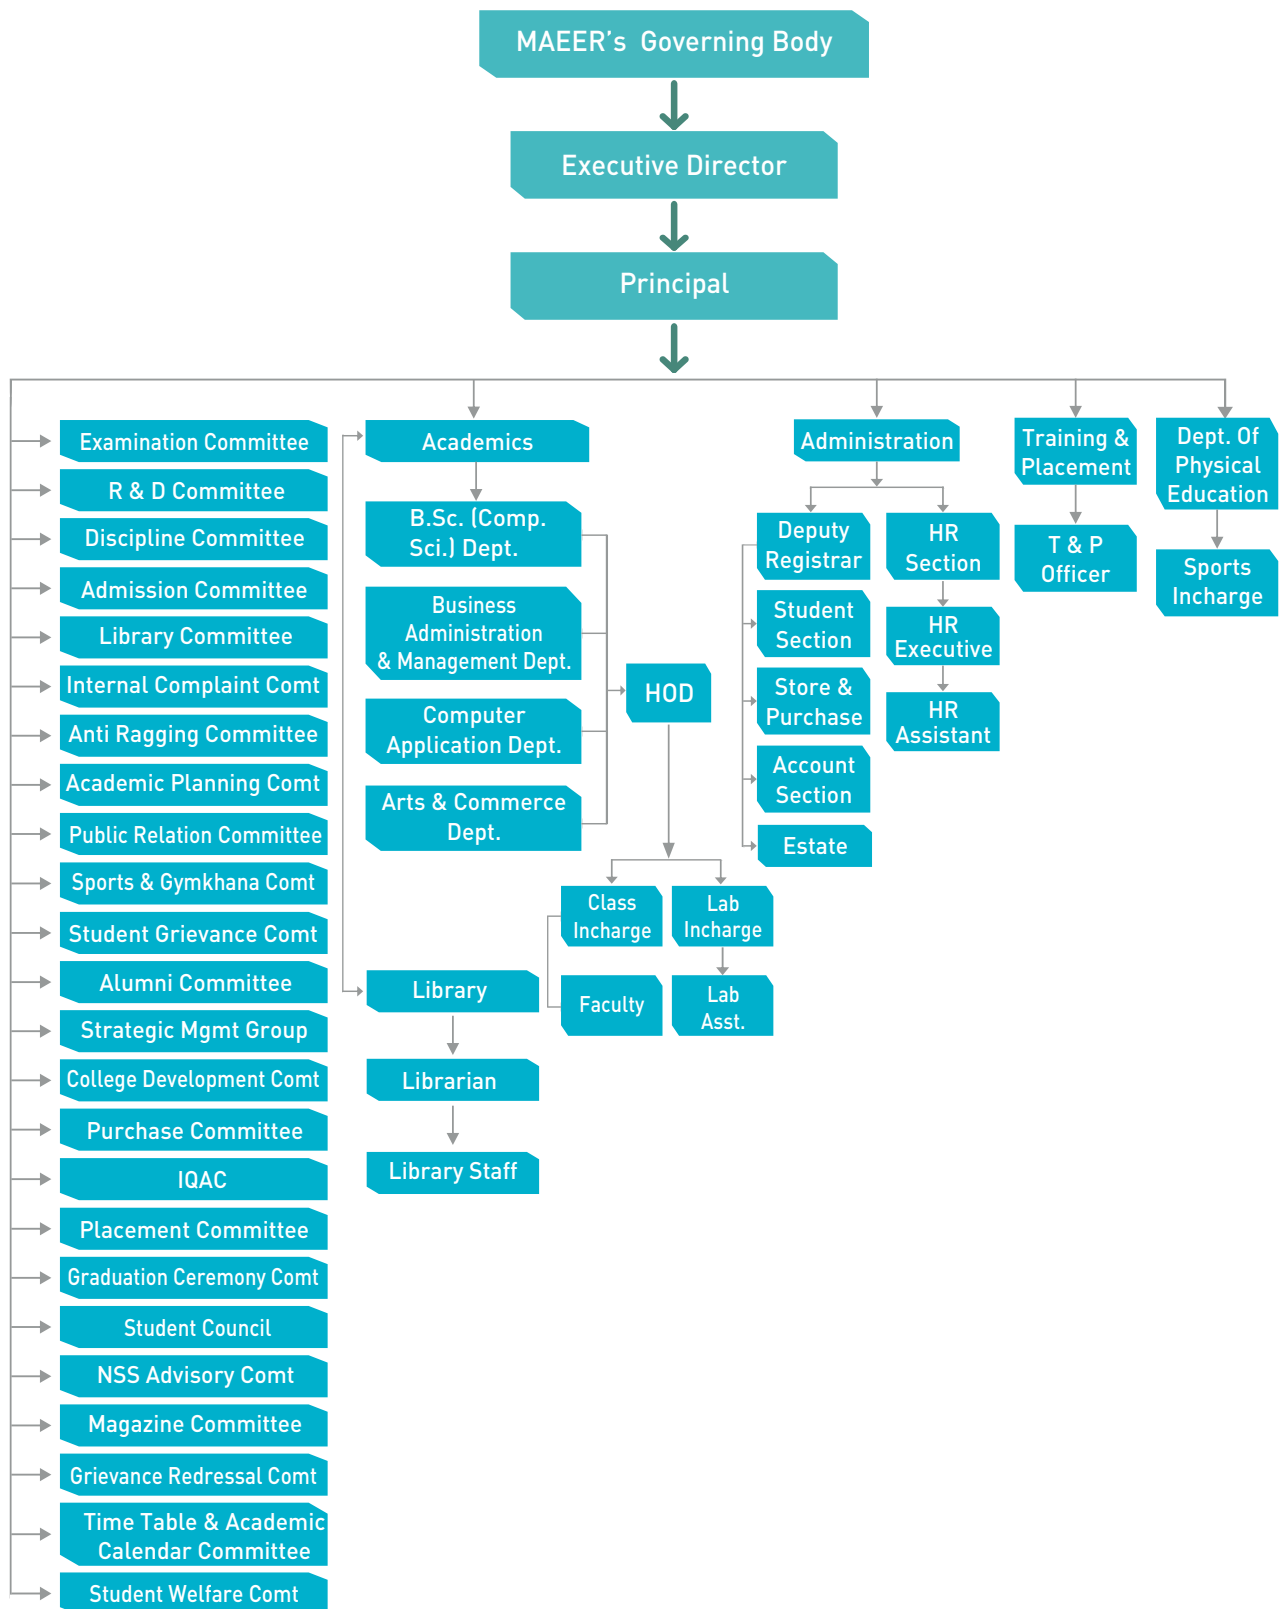 MAEER’s  Governing Body
Executive Director
Principal
Examination Committee
R & D Committee
Discipline Committee
Admission Committee
Library Committee
Internal Complaint Comt
Anti Ragging Committee
Academic Planning Comt
Public Relation Committee
Sports & Gymkhana Comt
Student Grievance Comt
Alumni Committee
Strategic Mgmt Group
College Development Comt
Purchase Committee
IQAC
Placement Committee
Graduation Ceremony Comt
Student Council
NSS Advisory Comt
Magazine Committee
Grievance Redressal Comt
Time Table & Academic
Calendar Committee
Student Welfare Comt
Academics
B.Sc. (Comp.
Sci.) Dept.
Business
Administration
& Management Dept.
Computer
Application Dept.
Arts & Commerce
Dept.
HOD
Class
Incharge
Faculty
Lab
Incharge
Lab
Asst.
Library
Librarian
Library Staff
Administration
Deputy
Registrar
Student
Section
Store &
Purchase
Account
Section
Estate
HR
Section
HR
Executive
HR
Assistant
Training &
Placement
T & P
Officer
Dept. Of
Physical
Education
Sports
Incharge